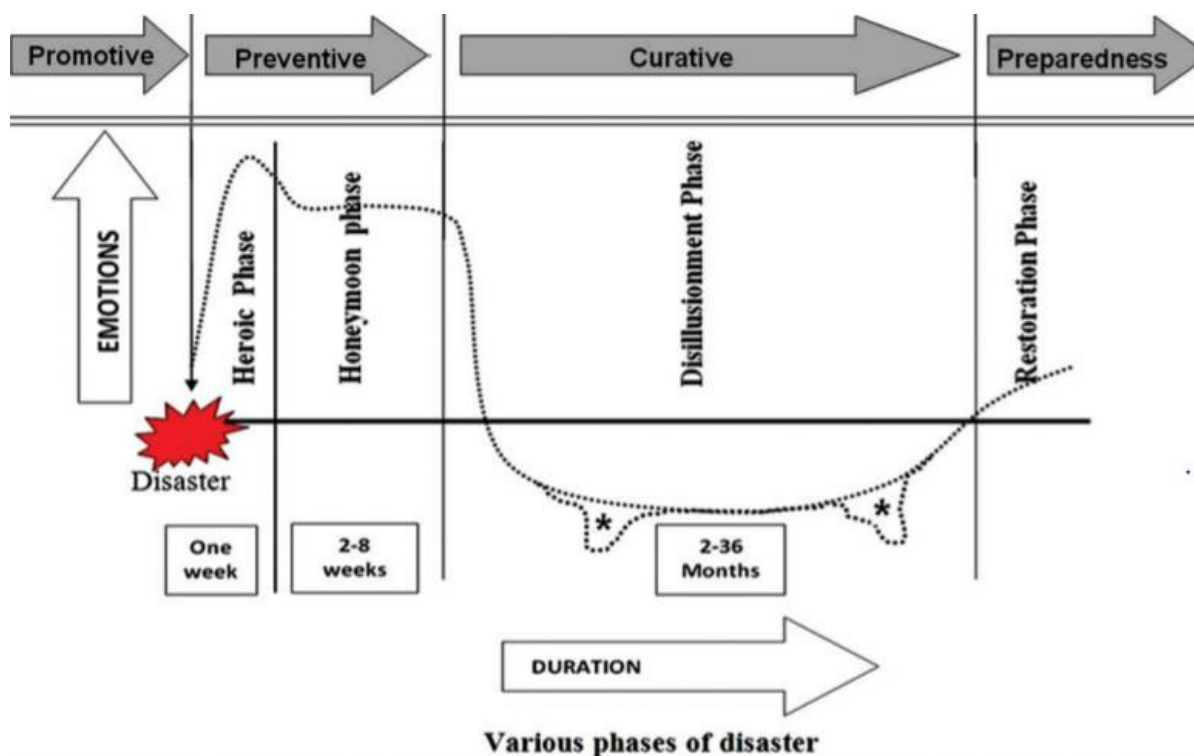 Promotive
Preventive
Curative
Preparedness
EMOTIONS
Heroic Phase
Honeymoon phase
Disillusionment Phase
Restoration Phase
Disaster
*
*
One
week
2-8
weeks
2-36
Months
DURATION
Various phases of disaster